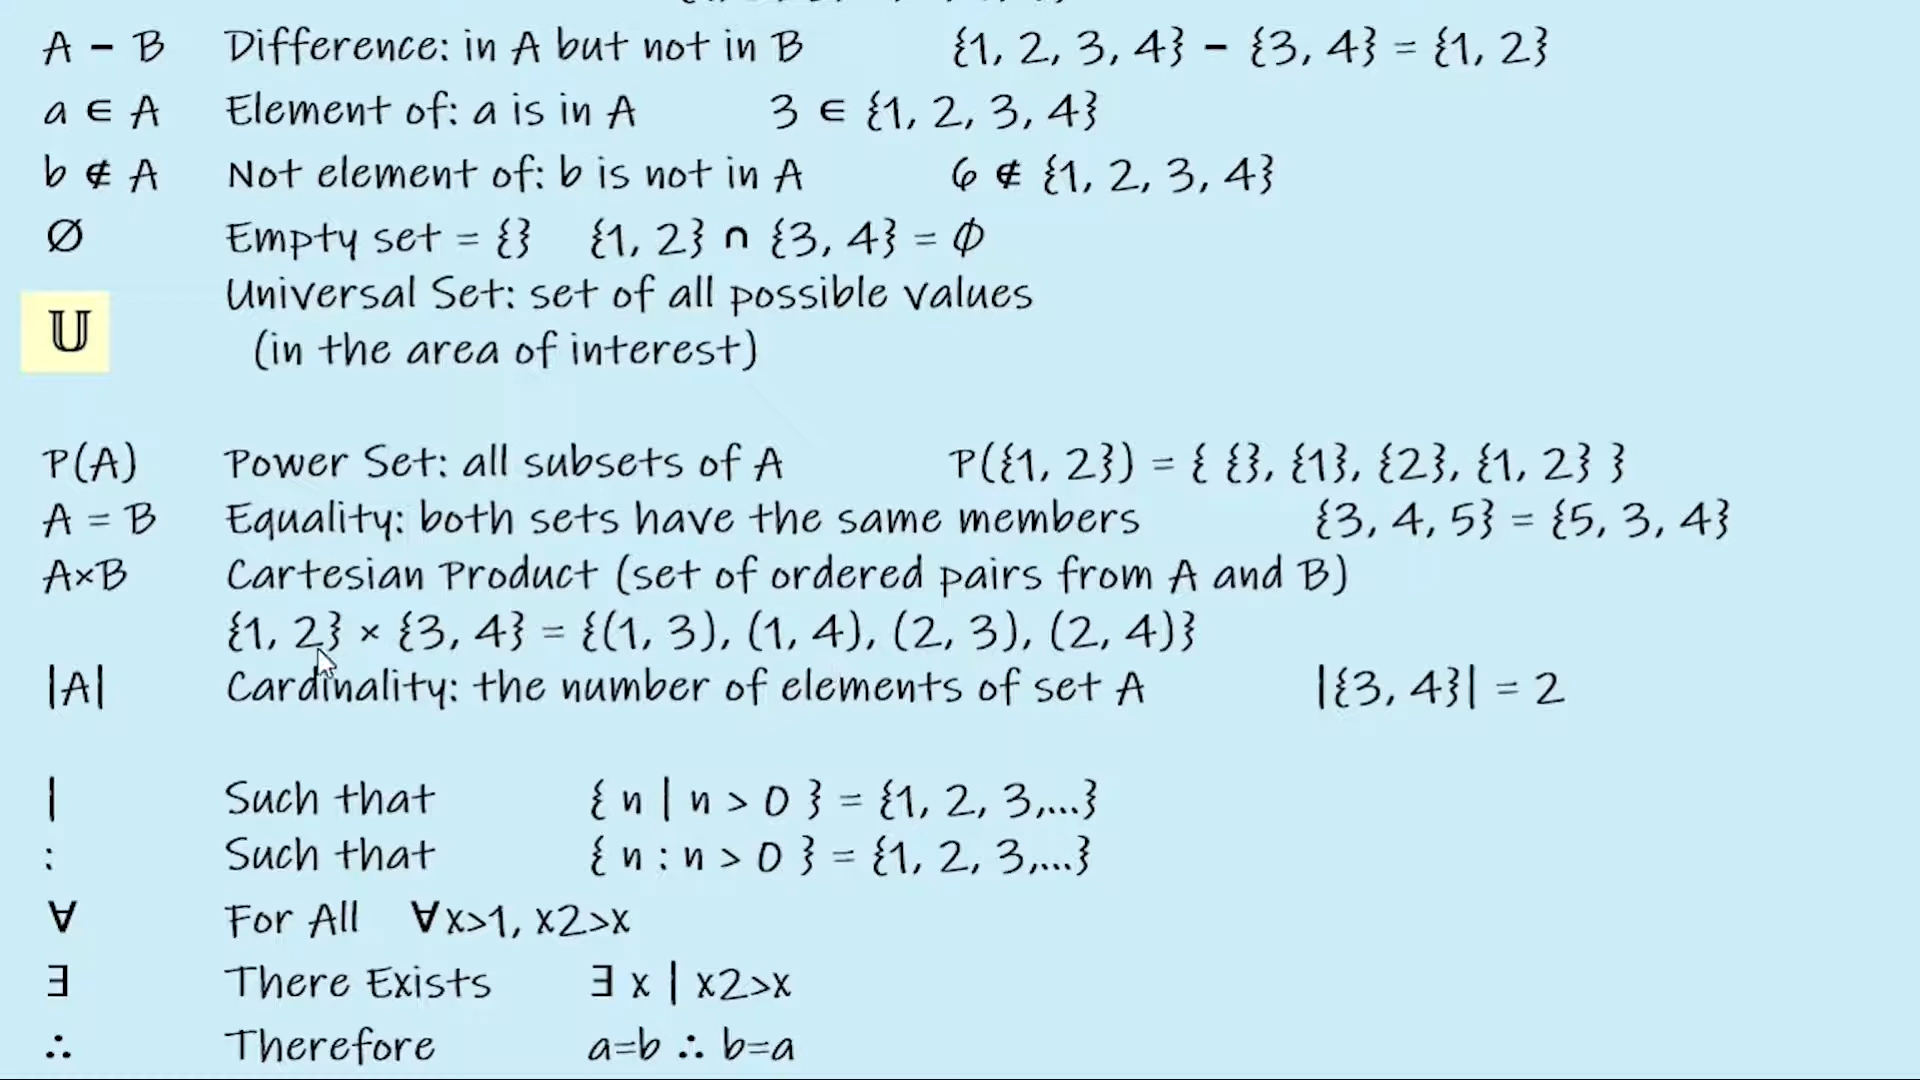 A - B Difference: in A but not in B {1, 2, 3, 4} - {3, 4} = {1, 2}
a ∈ A Element of: a is in A 3 ∈ {1, 2, 3, 4}
b ∉ A Not element of: b is not in A 6 ∉ {1, 2, 3, 4}
Ø Empty set = {} {1, 2} ∩ {3, 4} = Ø
Universal Set: set of all possible values
𝕌 (in the area of interest)
P(A) Power Set: all subsets of A P({1, 2}) = { {}, {1}, {2}, {1, 2} }
A = B Equality: both sets have the same members {3, 4, 5} = {5, 3, 4}
A×B Cartesian Product (set of ordered pairs from A and B)
{1, 2} × {3, 4} = {(1, 3), (1, 4), (2, 3), (2, 4)}
|A| Cardinality: the number of elements of set A |{3, 4}| = 2
| Such that { n | n > 0 } = {1, 2, 3,...}
: Such that { n : n > 0 } = {1, 2, 3,...}
∀ For All ∀x>1, x2>x
∃ There Exists ∃ x | x2>x
∴ Therefore a=b ∴ b=a